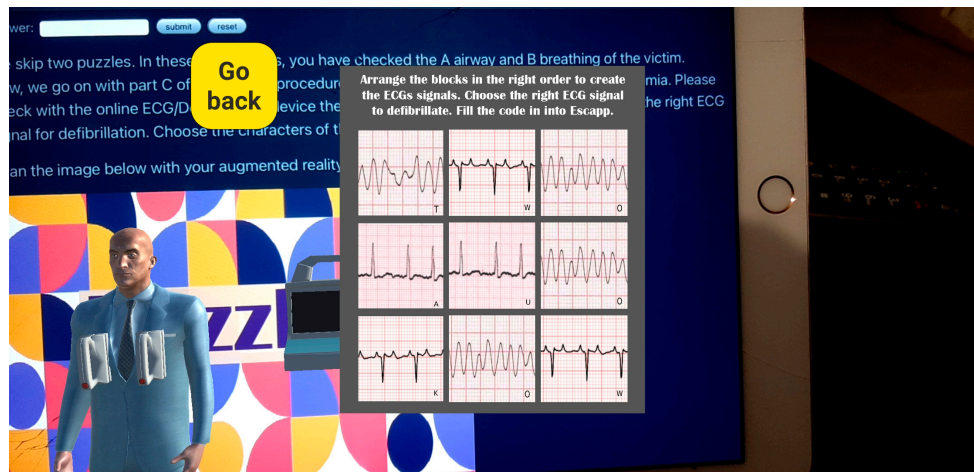 wer: submit reset
skip two puzzles. In these s, you have checked the A airway and B breathing of the victim.
Go
back
w, we go on with part C of procedur mia. Please
eck with the online ECG/D evice the he right ECG
nal for defibrillation. Choose the characters of t
an the image below with your augmented reality
Arrange the blocks in the right order to create
the ECGs signals. Choose the right ECG signal
to defibrillate. Fill the code in into Escapp.
T W O
A U O
K O W
zzl